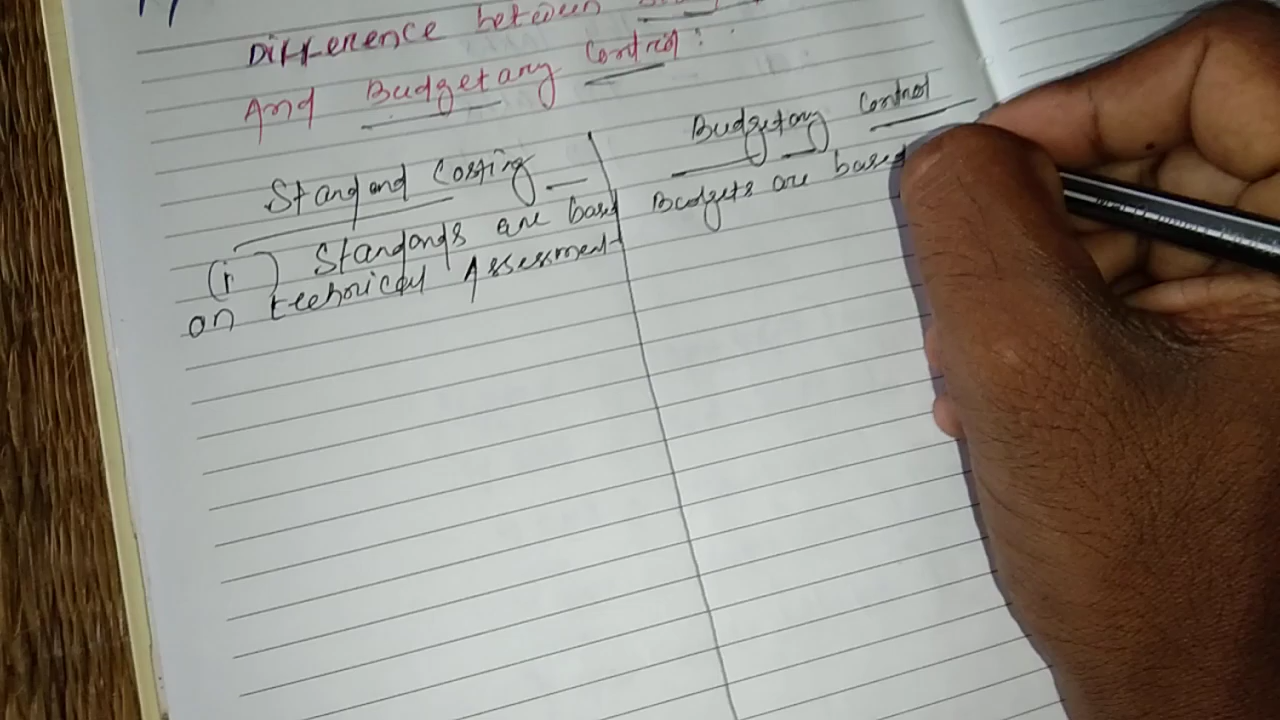 Difference between
And Budgetary Control:
Standard Costing
Budgetary Control
(i) Standards are based
on technical Assessment
Budgets are based